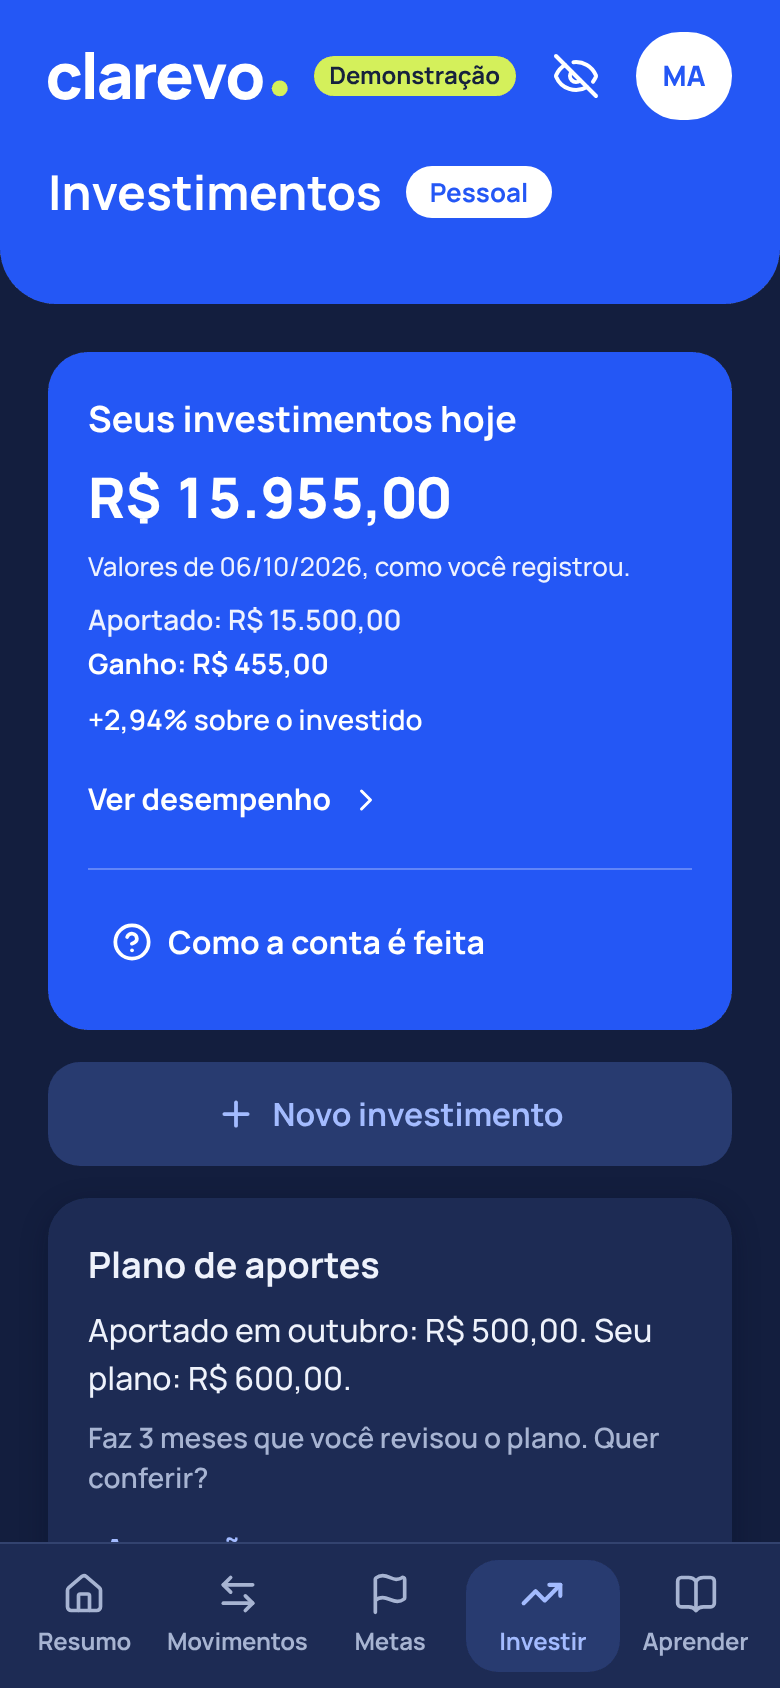 clarevo.
Demonstração
MA
Investimentos
Pessoal
Seus investimentos hoje
R$ 15.955,00
Valores de 06/10/2026, como você registrou.
Aportado: R$ 15.500,00
Ganho: R$ 455,00
+2,94% sobre o investido
Ver desempenho
Como a conta é feita
Novo investimento
Plano de aportes
Aportado em outubro: R$ 500,00. Seu
plano: R$ 600,00.
Faz 3 meses que você revisou o plano. Quer
conferir?
Resumo
Movimentos
Metas
Investir
Aprender